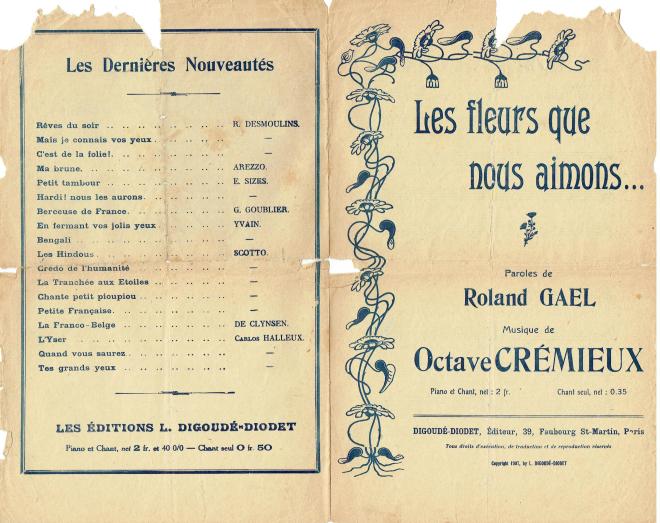 Les Dernières Nouveautés
Rêves du soir .. .. .. .. .. .. .. R. DESMOULINS.
Mais je connais vos yeux .. .. .. .. .. —
C'est de la folie!. .. .. .. .. .. .. —
Ma brune. .. .. .. .. .. .. .. AREZZO.
Petit tambour .. .. .. .. .. .. .. E. SIZES.
Hardi! nous les aurons. .. .. .. .. .. —
Berceuse de France. .. .. .. .. .. G. GOUBLIER.
En fermant vos jolis yeux .. .. .. .. YVAIN.
Bengali .. .. .. .. .. .. .. .. —
Les Hindous .. .. .. .. .. .. .. SCOTTO.
Credo de l'humanité .. .. .. .. .. —
La Tranchée aux Etoiles .. .. .. .. .. —
Chante petit pioupiou .. .. .. .. .. —
Petite Française. .. .. .. .. .. .. —
La Franco-Belge .. .. .. .. .. .. DE CLYNSEN.
L'Yser .. .. .. .. .. .. .. .. CARLOS HALLEUX.
Quand vous saurez.. .. .. .. .. .. —
Tes grands yeux .. .. .. .. .. .. —
LES ÉDITIONS L. DIGOUDÉ-DIODET
Piano et Chant, net 2 fr. et 40 0/0 — Chant seul 0 fr. 50
Les fleurs que
nous aimons...
Paroles de
Roland GAEL
Musique de
Octave CRÉMIEUX
Piano et Chant, net : 2 fr. Chant seul, net : 0.35
DIGOUDÉ-DIODET, Éditeur, 39, Faubourg St-Martin, Paris
Tous droits d'exécution, de traduction et de reproduction réservés
Copyright 1907, by L. DIGOUDÉ-DIODET